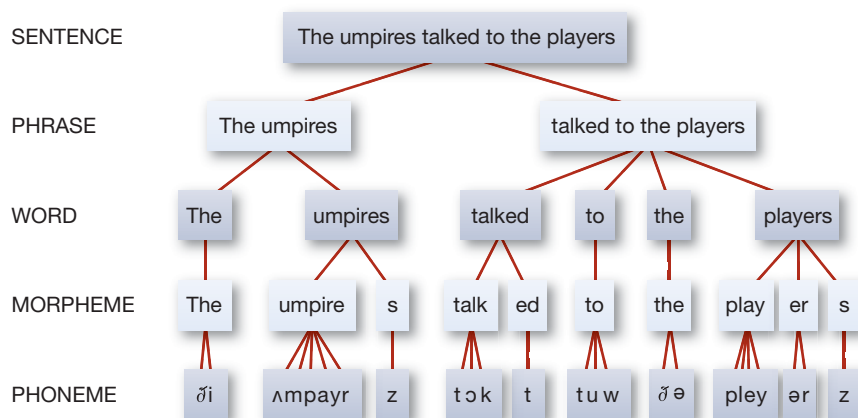 SENTENCE The umpires talked to the players
PHRASE The umpires talked to the players
WORD The umpires talked to the players
MORPHEME The umpire s talk ed to the play er s
PHONEME ði ʌmpayr z tɔk t tuw ðə pley ər z